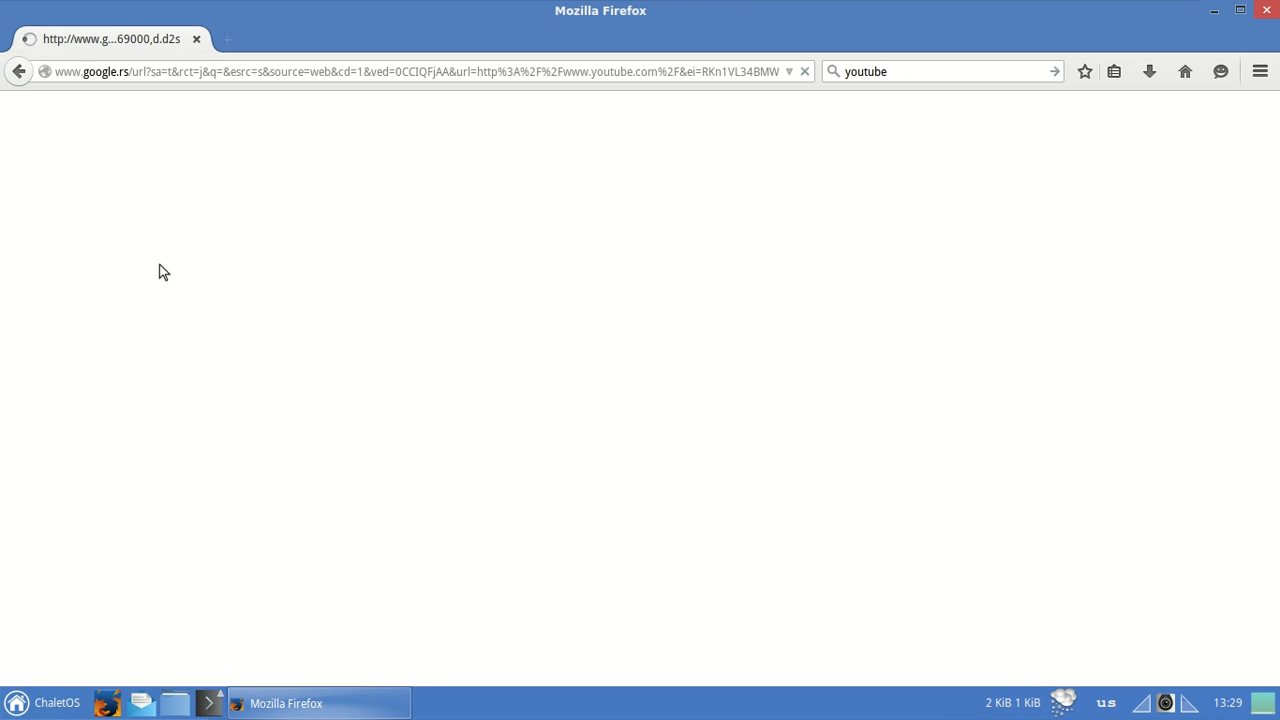 Mozilla Firefox
http://www.g...69000,d.d2s
www.google.rs/url?sa=t&rct=j&q=&esrc=s&source=web&cd=1&ved=0CCIQFjAA&url=http%3A%2F%2Fwww.youtube.com%2F&ei=RKn1VL34BMW
youtube
ChaletOS
Mozilla Firefox
2 KiB 1 KiB
us
13:29